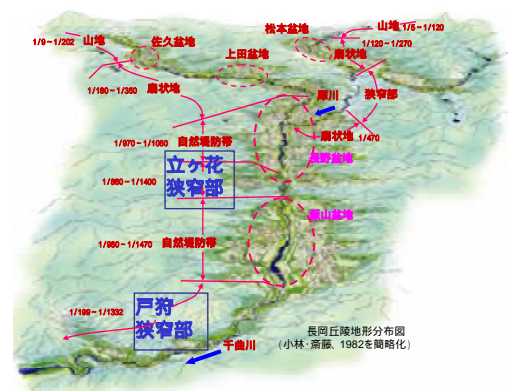 松本盆地
山地 1/5~1/120
山地
佐久盆地
1/9~1/202
1/120~1/270
上田盆地
扇状地
扇状地
狭窄部
1/180~1/350
犀川
扇状地 1/470
自然堤防帯
1/970~1/1060
長野盆地
立ヶ花
狭窄部
1/880~1/1400
飯山盆地
自然堤防帯
1/980~1/1470
戸狩
狭窄部
1/199~1/1332
千曲川
長岡丘陵地形分布図
(小林・斎藤、1982を簡略化)